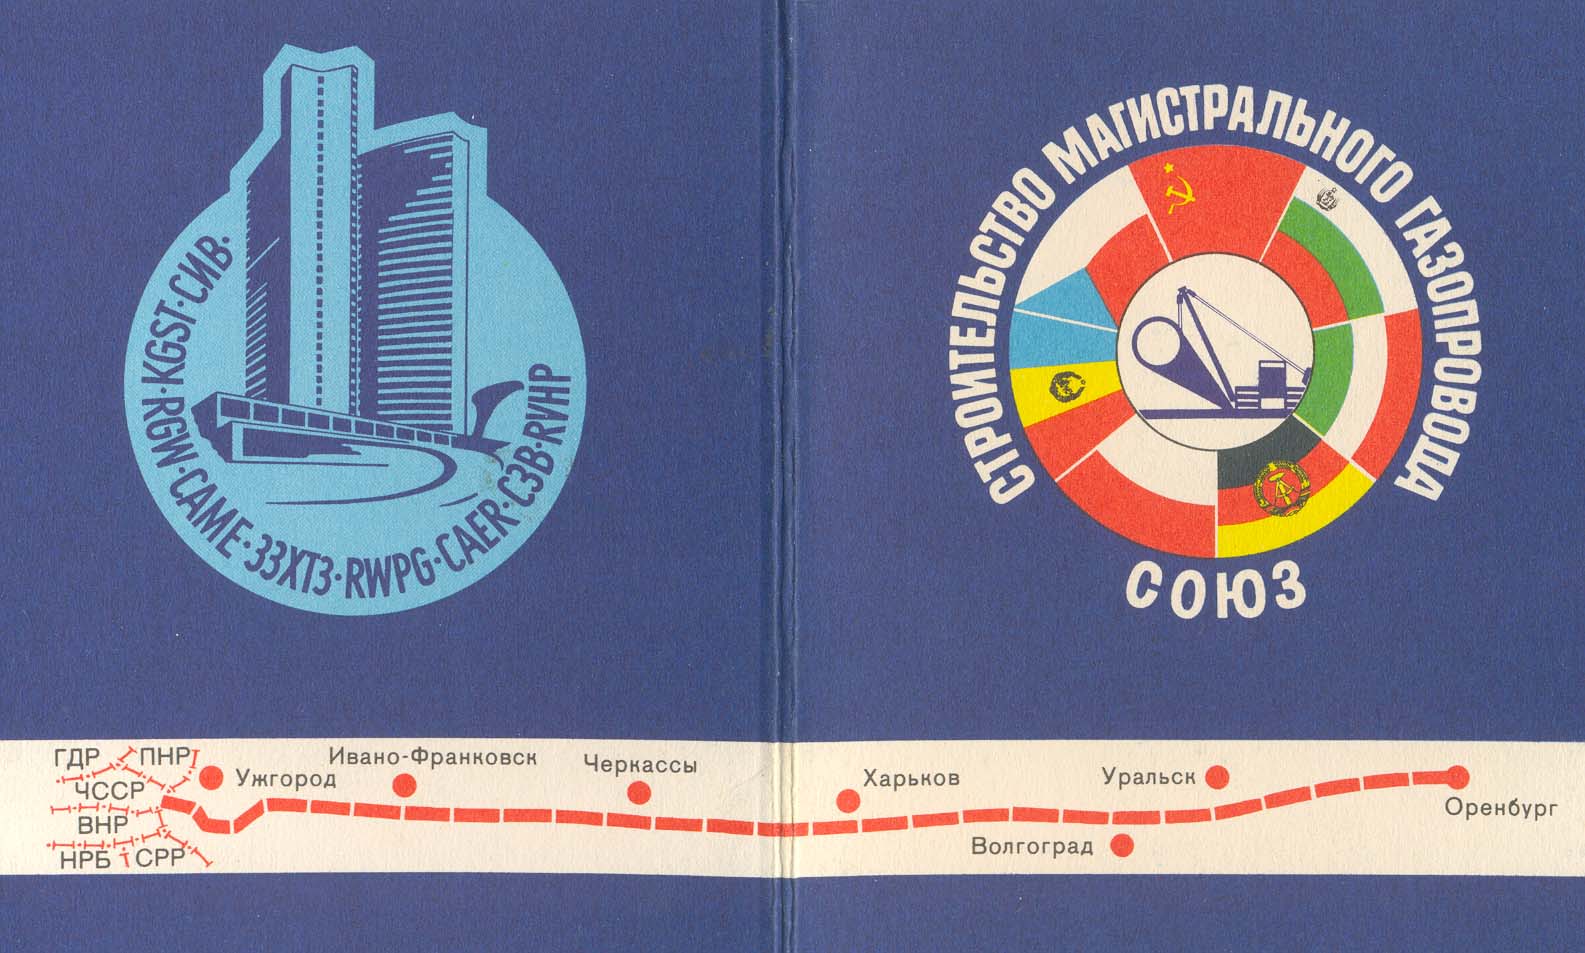 СИВ · KGST · RGW · CAME · ЗЗХТЗ · RWPG · CAER · СЭВ · RVHP
СТРОИТЕЛЬСТВО МАГИСТРАЛЬНОГО ГАЗОПРОВОДА
СОЮЗ
ГДР
ПНР
ЧССР
ВНР
НРБ
СРР
Ужгород
Ивано-Франковск
Черкассы
Харьков
Волгоград
Уральск
Оренбург